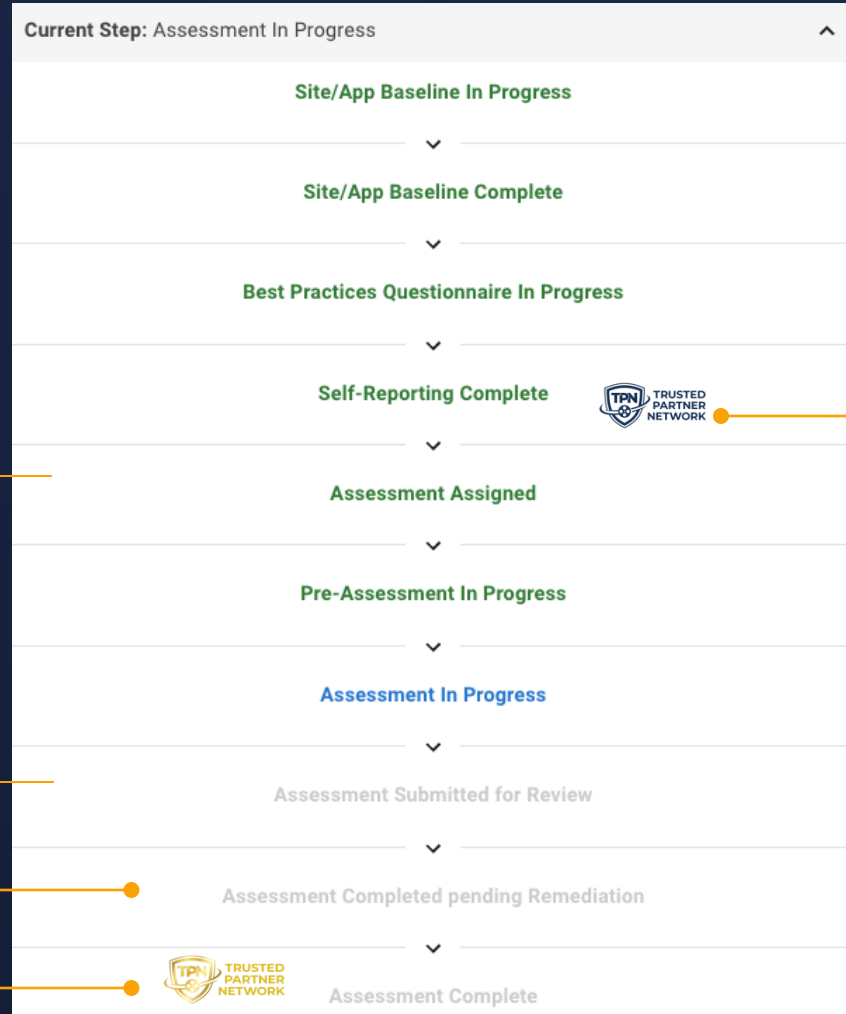 Current Step: Assessment In Progress
Site/App Baseline In Progress
Site/App Baseline Complete
Best Practices Questionnaire In Progress
Self-Reporting Complete
TPN
TRUSTED
PARTNER
NETWORK
Assessment Assigned
Pre-Assessment In Progress
Assessment In Progress
Assessment Submitted for Review
Assessment Completed pending Remediation
TPN
TRUSTED
PARTNER
NETWORK
Assessment Complete